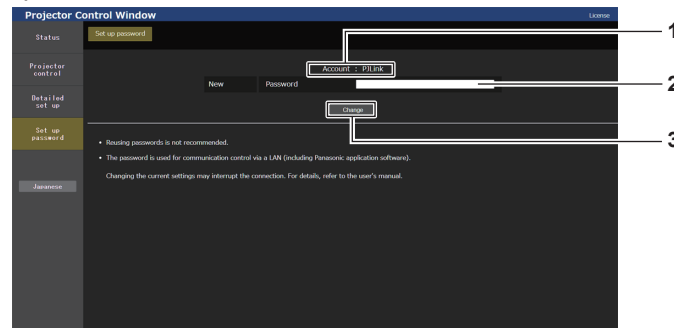 Projector Control Window
License
Status
Set up password
1
Account : PJLink
Projector
control
New Password
2
Change
Detailed
set up
Set up
password
3
• Reusing passwords is not recommended.
• The password is used for communication control via a LAN (including Panasonic application software).
Changing the current settings may interrupt the connection. For details, refer to the user's manual.
Japanese